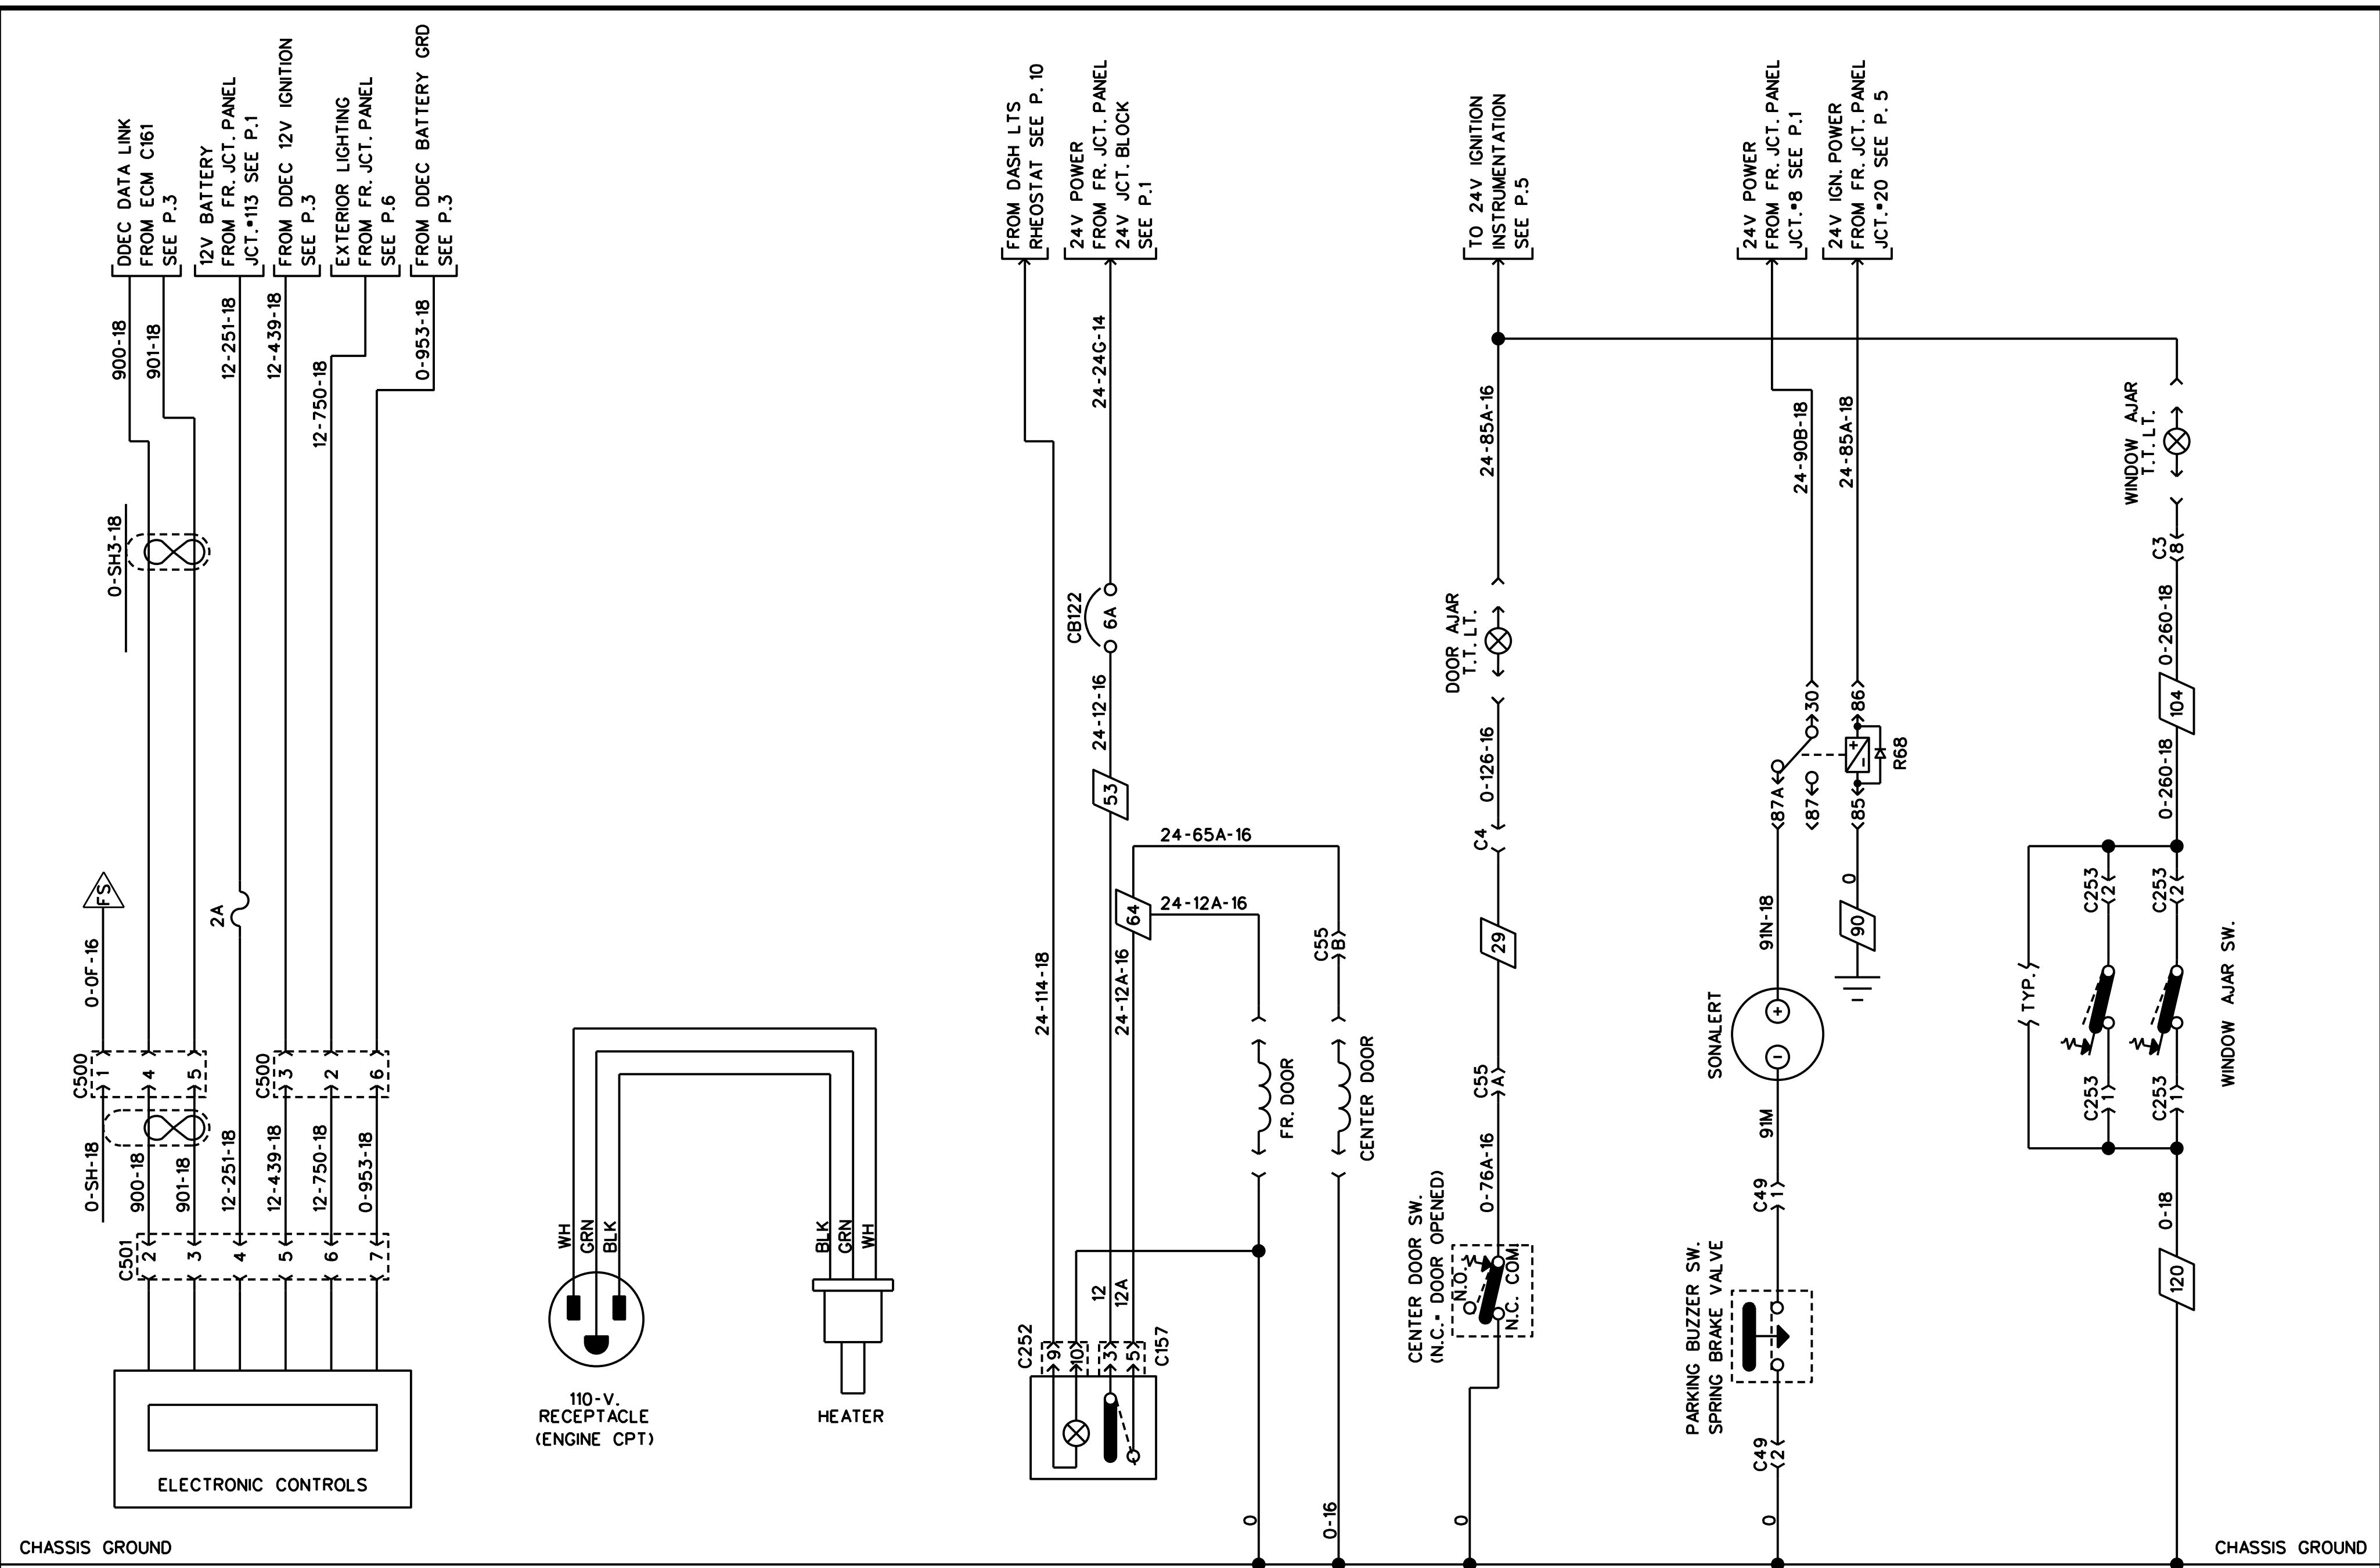 DDEC DATA LINK
FROM ECM C161
SEE P.3
12V BATTERY
FROM FR. JCT. PANEL
JCT.#113 SEE P.1
FROM DDEC 12V IGNITION
SEE P.3
EXTERIOR LIGHTING
FROM FR. JCT. PANEL
SEE P.6
FROM DDEC BATTERY GRD
SEE P.3
900-18
901-18
12-251-18
12-439-18
12-750-18
0-953-18
0-SH3-18
FS
0-0F-16
2A
C500
1
4
5
C500
3
2
6
0-SH-18
900-18
901-18
12-251-18
12-439-18
12-750-18
0-953-18
C501
2
3
4
5
6
7
ELECTRONIC CONTROLS
WH
GRN
BLK
BLK
GRN
WH
110-V.
RECEPTACLE
(ENGINE CPT)
HEATER
FROM DASH LTS
RHEOSTAT SEE P. 10
24V POWER
FROM FR. JCT. PANEL
24V JCT. BLOCK
SEE P.1
24-24G-14
CB122
6A
24-12-16
53
24-65A-16
64
24-12A-16
24-114-18
24-12A-16
C55
B
FR. DOOR
CENTER DOOR
12
12A
C252
9
10
3
5
C157
0
0-16
TO 24V IGNITION
INSTRUMENTATION
SEE P.5
24-85A-16
DOOR AJAR
T.T. LT.
0-126-16
C4
29
C55
A
0-76A-16
CENTER DOOR SW.
(N.C.= DOOR OPENED)
N.O.
N.C. COM
0
24V POWER
FROM FR. JCT. PANEL
JCT.#8 SEE P.1
24V IGN. POWER
FROM FR. JCT. PANEL
JCT.#20 SEE P. 5
24-90B-18
24-85A-18
30
86
87A
87
85
+
-
R68
91N-18
0
90
SONALERT
+
-
91M
C49
1
PARKING BUZZER SW.
SPRING BRAKE VALVE
C49
2
0
WINDOW AJAR
T.T. LT.
C3
8
0-260-18
104
0-260-18
TYP.
C253
2
C253
2
WINDOW AJAR SW.
C253
1
C253
1
0-18
120
CHASSIS GROUND
CHASSIS GROUND